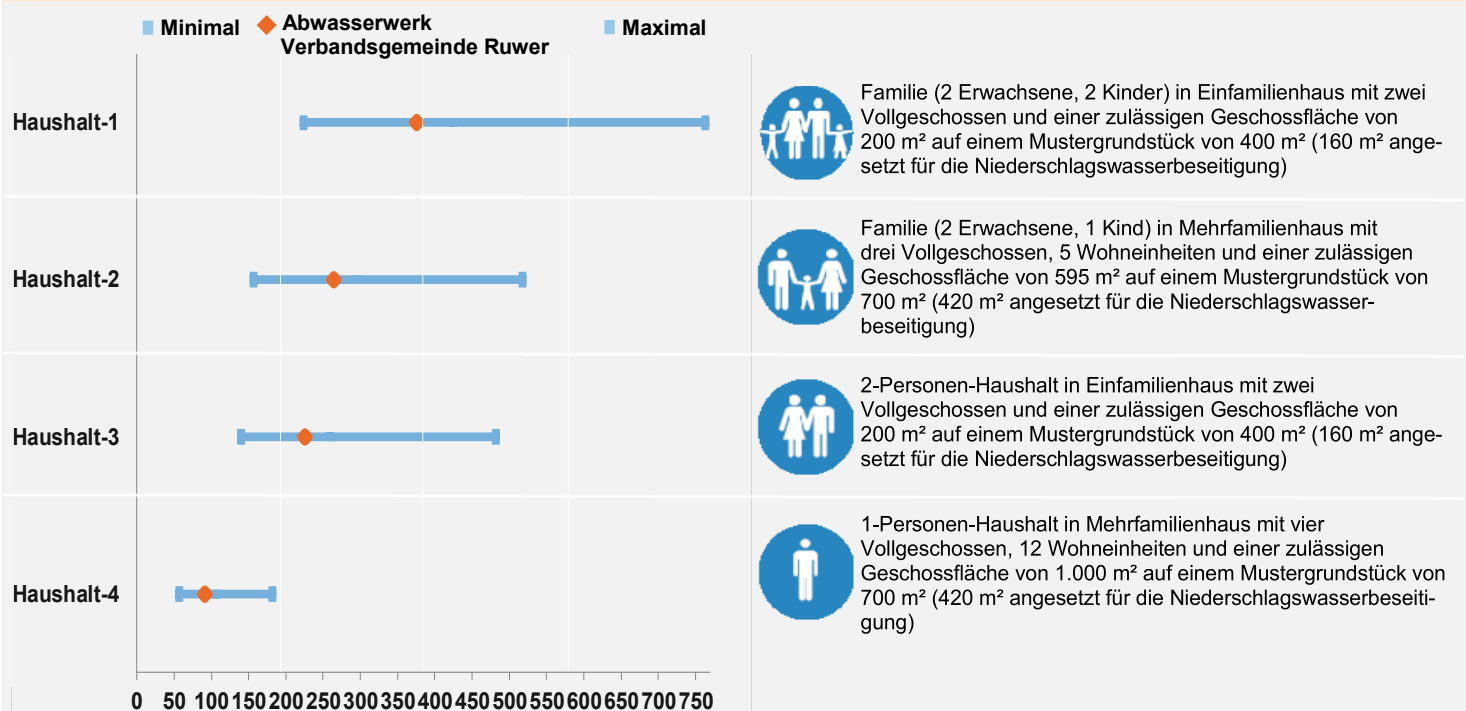 Minimal
Abwasserwerk
Verbandsgemeinde Ruwer
Maximal
Haushalt-1
Familie (2 Erwachsene, 2 Kinder) in Einfamilienhaus mit zwei
Vollgeschossen und einer zulässigen Geschossfläche von
200 m² auf einem Mustergrundstück von 400 m² (160 m² ange-
setzt für die Niederschlagswasserbeseitigung)
Haushalt-2
Familie (2 Erwachsene, 1 Kind) in Mehrfamilienhaus mit
drei Vollgeschossen, 5 Wohneinheiten und einer zulässigen
Geschossfläche von 595 m² auf einem Mustergrundstück von
700 m² (420 m² angesetzt für die Niederschlagswasser-
beseitigung)
Haushalt-3
2-Personen-Haushalt in Einfamilienhaus mit zwei
Vollgeschossen und einer zulässigen Geschossfläche von
200 m² auf einem Mustergrundstück von 400 m² (160 m² ange-
setzt für die Niederschlagswasserbeseitigung)
Haushalt-4
1-Personen-Haushalt in Mehrfamilienhaus mit vier
Vollgeschossen, 12 Wohneinheiten und einer zulässigen
Geschossfläche von 1.000 m² auf einem Mustergrundstück von
700 m² (420 m² angesetzt für die Niederschlagswasserbeseiti-
gung)
0 50 100 150 200 250 300 350 400 450 500 550 600 650 700 750